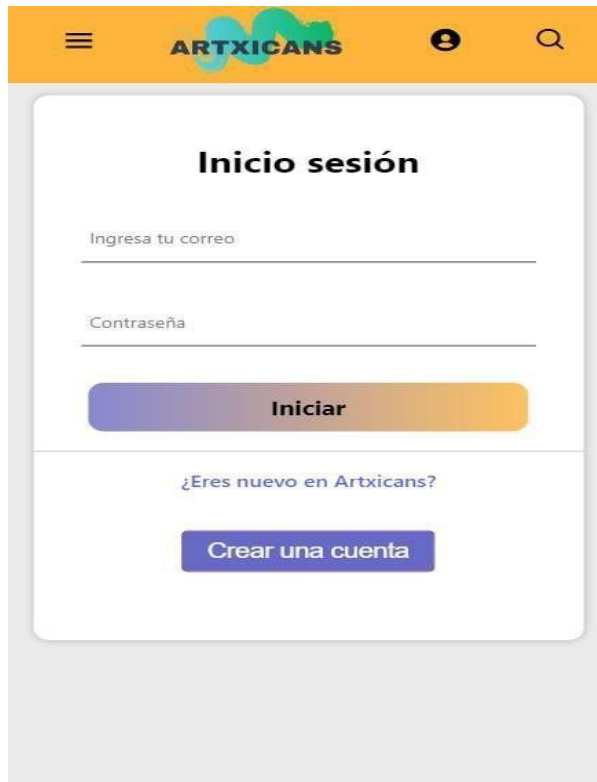 ARTXICANS
Inicio sesión
Ingresa tu correo
Contraseña
Iniciar
¿Eres nuevo en Artxicans?
Crear una cuenta